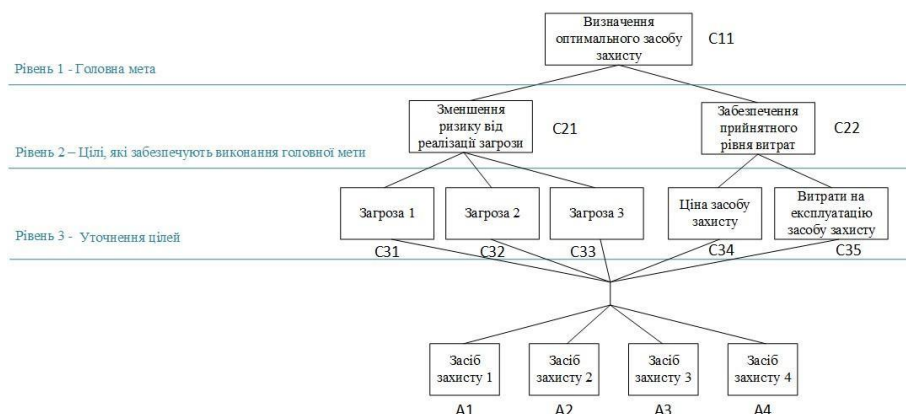 Визначення
оптимального засобу
захисту
C11
Рівень 1 - Головна мета
Зменшення
ризику від
реалізації загрози
C21
Забезпечення
прийнятного
рівня витрат
C22
Рівень 2 – Цілі, які забезпечують виконання головної мети
Загроза 1
Загроза 2
Загроза 3
Ціна засобу
захисту
Витрати на
експлуатацію
засобу захисту
Рівень 3 - Уточнення цілей
C31
C32
C33
C34
C35
Засіб
захисту 1
Засіб
захисту 2
Засіб
захисту 3
Засіб
захисту 4
A1
A2
A3
A4